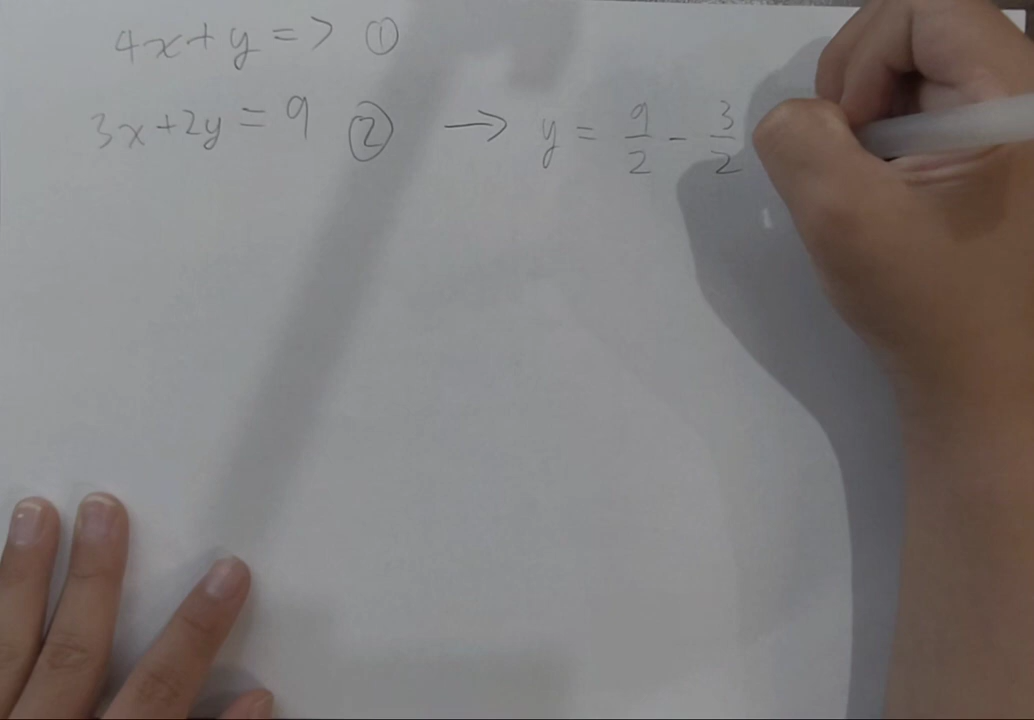 4x+y=7 ①
3x+2y=9 ② → y = 9/2 - 3/2